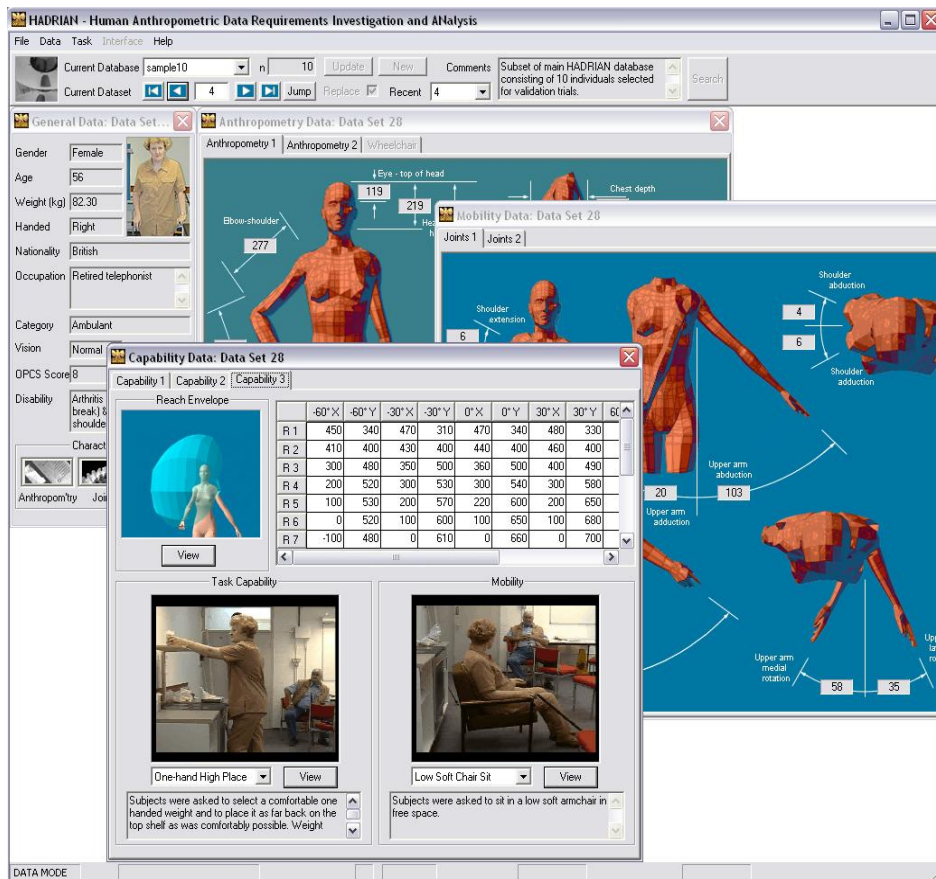 HADRIAN - Human Anthropometric Data Requirements Investigation and ANalysis
File Data Task Interface Help
Current Database sample10 n 10 Update New Comments Subset of main HADRIAN database
consisting of 10 individuals selected
for validation trials.
Search
Current Dataset 4 Jump Replace Recent 4
General Data: Data Set...
Gender Female
Age 56
Weight (kg) 82.30
Handed Right
Nationality British
Occupation Retired telephonist
Category Ambulant
Vision Normal
OPCS Score 8
Disability Arthritis
break) &
shoulder
Anthropom'try
Anthropometry Data: Data Set 28
Anthropometry 1 Anthropometry 2 Wheelchair
Eye - top of head
119
219
Chest depth
Elbow-shoulder
277
Mobility Data: Data Set 28
Joints 1 Joints 2
Shoulder
extension
6
Shoulder
abduction
4
6
Shoulder
adduction
Upper arm
abduction
20 103
Upper arm
adduction
Upper arm
medial
rotation
58 35
Capability Data: Data Set 28
Capability 1 Capability 2 Capability 3
Reach Envelope
View
-60° X -60° Y -30° X -30° Y 0° X 0° Y 30° X 30° Y
R 1 450 340 470 310 470 340 480 330
R 2 410 400 430 400 440 400 460 400
R 3 300 480 350 500 360 500 400 490
R 4 200 520 300 530 300 540 300 580
R 5 100 530 200 570 220 600 200 650
R 6 0 520 100 600 100 650 100 680
R 7 -100 480 0 610 0 660 0 700
Task Capability
One-hand High Place View
Subjects were asked to select a comfortable one
handed weight and to place it as far back on the
top shelf as was comfortably possible. Weight
Mobility
Low Soft Chair Sit View
Subjects were asked to sit in a low soft armchair in
free space.
DATA MODE